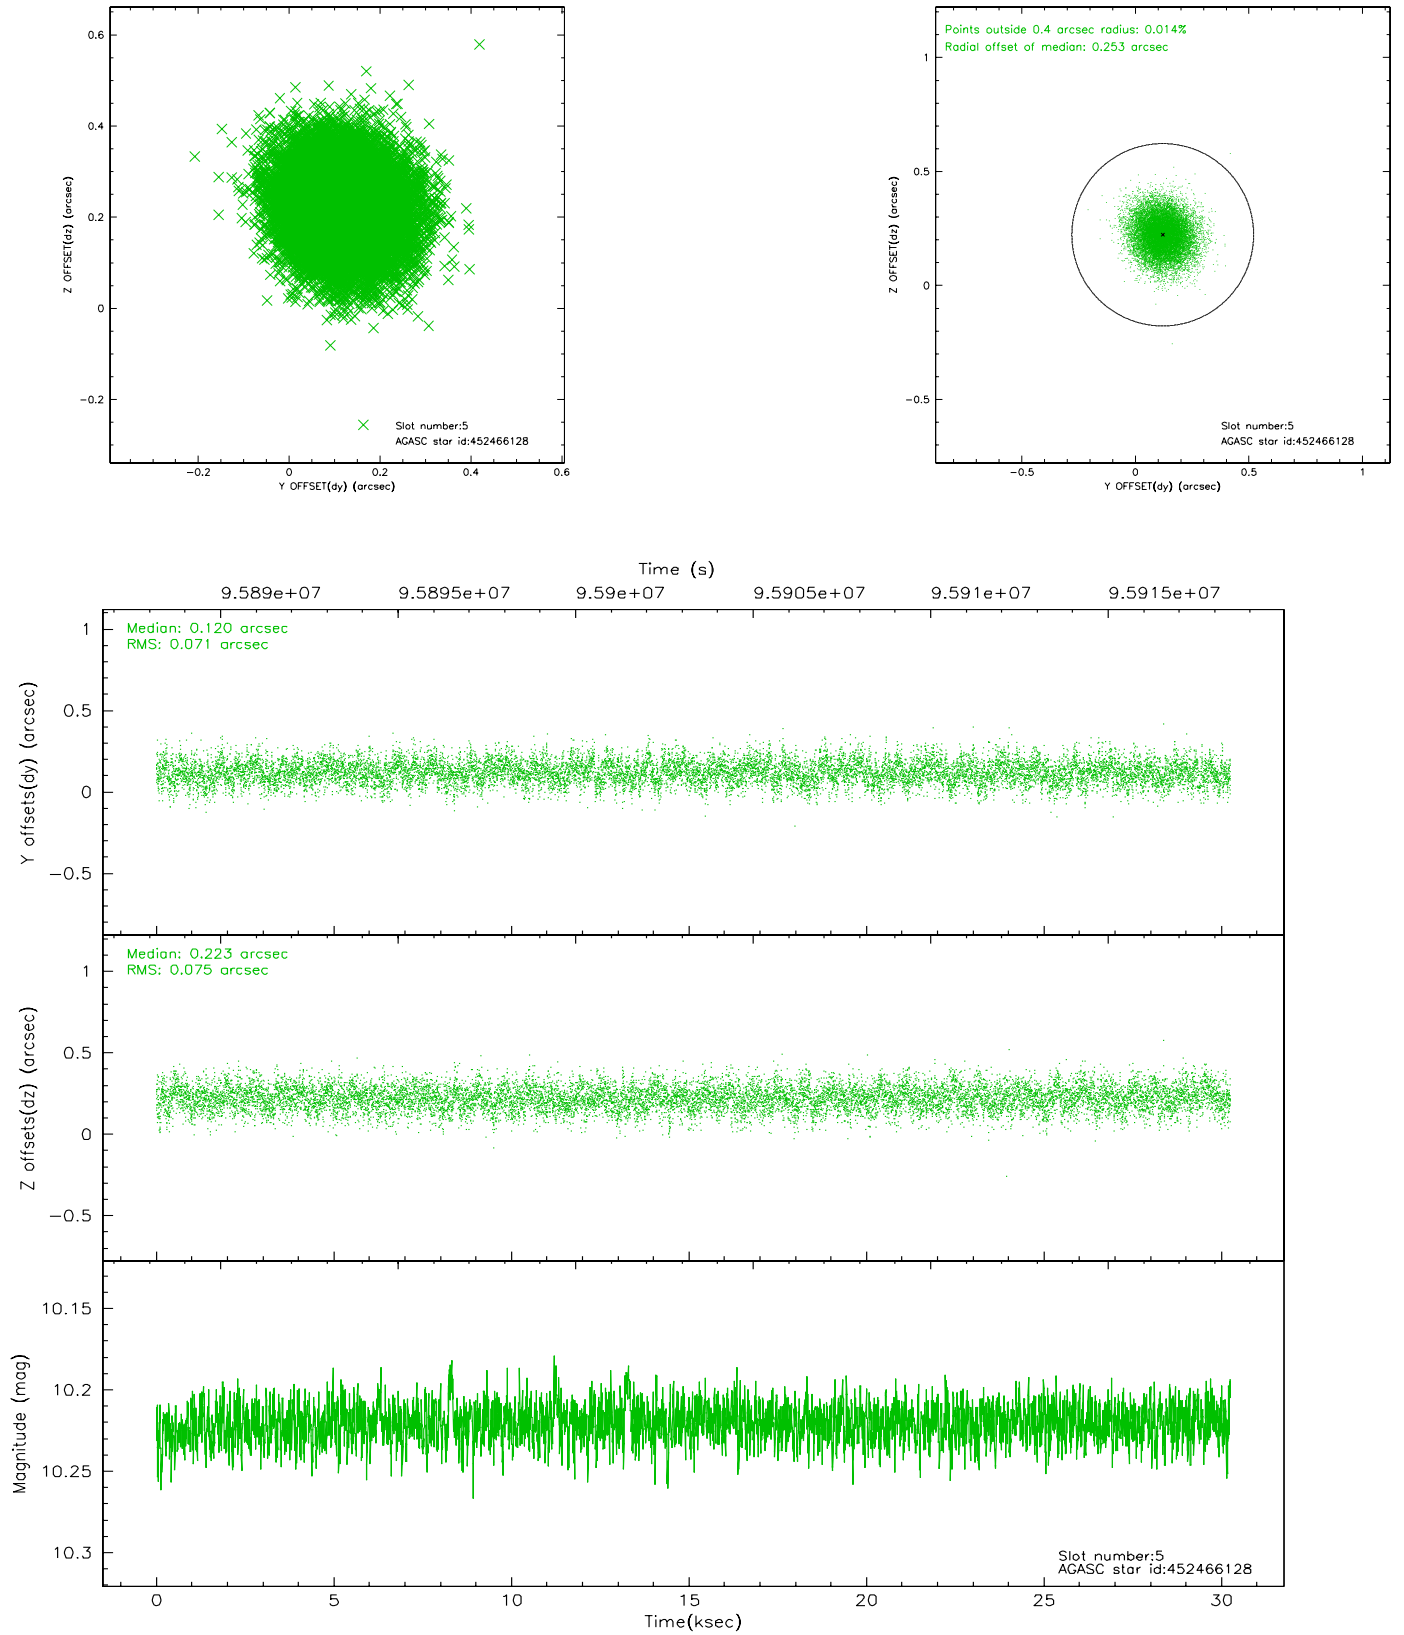 0.6
0.4
0.2
0
−0.2
Z OFFSET(dz) (arcsec)
−0.2 0 0.2 0.4 0.6
Y OFFSET(dy) (arcsec)
Slot number:5
AGASC star id:452466128
Points outside 0.4 arcsec radius: 0.014%
Radial offset of median: 0.253 arcsec
1
0.5
0
−0.5
Z OFFSET(dz) (arcsec)
−0.5 0 0.5 1
Y OFFSET(dy) (arcsec)
Slot number:5
AGASC star id:452466128
Time (s)
9.589e+07 9.5895e+07 9.59e+07 9.5905e+07 9.591e+07 9.5915e+07
Median: 0.120 arcsec
RMS: 0.071 arcsec
1
0.5
0
−0.5
Y offsets(dy) (arcsec)
Median: 0.223 arcsec
RMS: 0.075 arcsec
1
0.5
0
−0.5
Z offsets(dz) (arcsec)
10.15
10.2
10.25
10.3
Magnitude (mag)
Slot number:5
AGASC star id:452466128
0 5 10 15 20 25 30
Time(ksec)